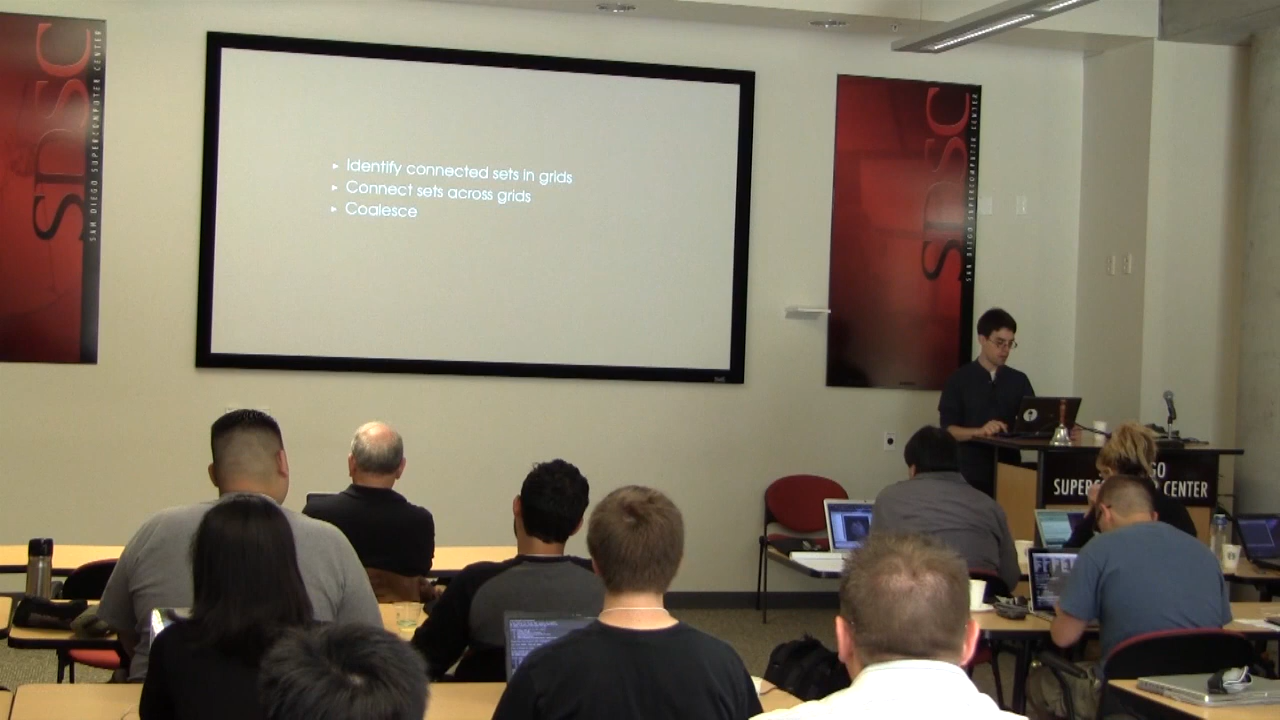 SDSC
SAN DIEGO SUPERCOMPUTER CENTER
▸ Identify connected sets in grids
▸ Connect sets across grids
▸ Coalesce
SDSC
SAN DIEGO SUPERCOMPUTER CENTER
CENTER